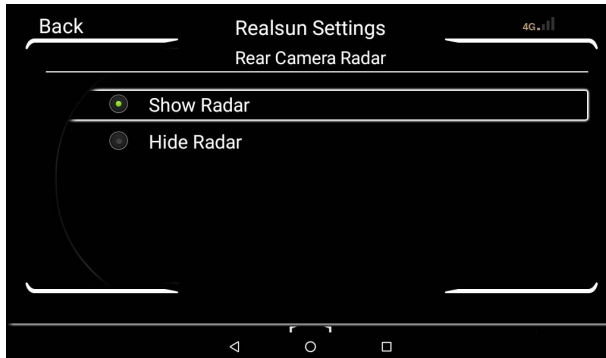 Back
Realsun Settings
4G
Rear Camera Radar
Show Radar
Hide Radar